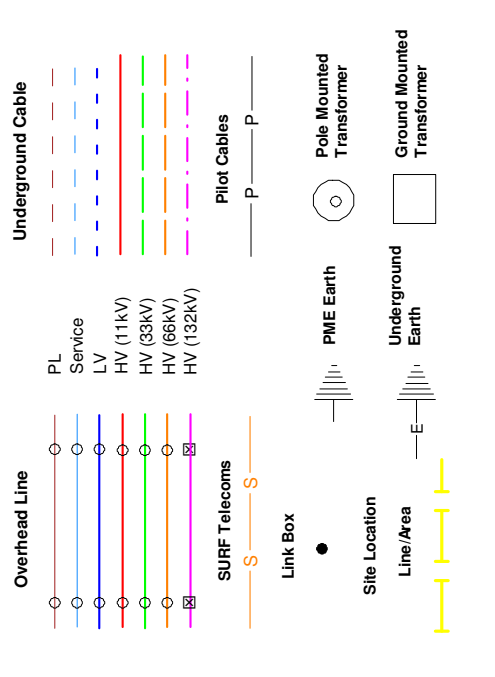 Overhead Line
Underground Cable
PL
Service
LV
HV (11kV)
HV (33kV)
HV (66kV)
HV (132kV)
SURF Telecoms
Pilot Cables
S S
P P
Link Box
PME Earth
Pole Mounted
Transformer
Site Location
Line/Area
E
Underground
Earth
Ground Mounted
Transformer